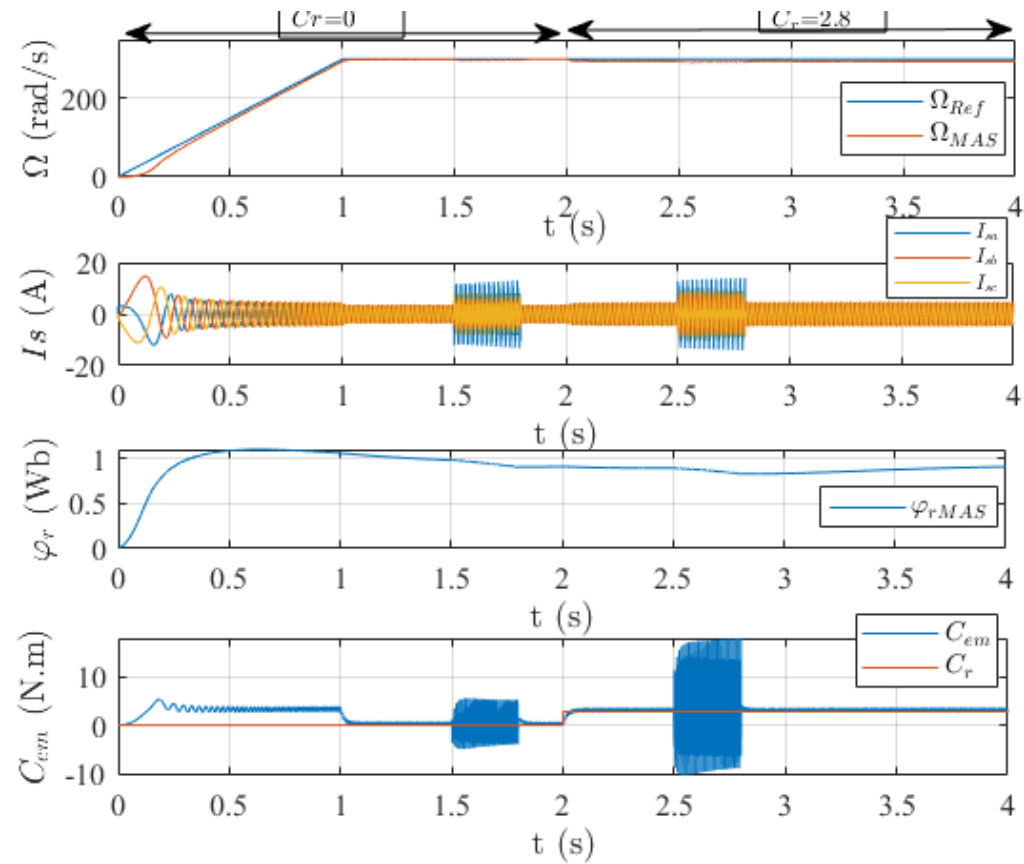 Cr=0
C_r=2.8
Ω (rad/s)
200
0
Ω_Ref
Ω_MAS
0 0.5 1 1.5 2 2.5 3 3.5 4
t (s)
Is (A)
20
0
-20
I_sa
I_sb
I_sc
0 0.5 1 1.5 2 2.5 3 3.5 4
t (s)
φ_r (Wb)
1
0.5
0
φ_rMAS
0 0.5 1 1.5 2 2.5 3 3.5 4
t (s)
C_em (N.m)
10
0
-10
C_em
C_r
0 0.5 1 1.5 2 2.5 3 3.5 4
t (s)